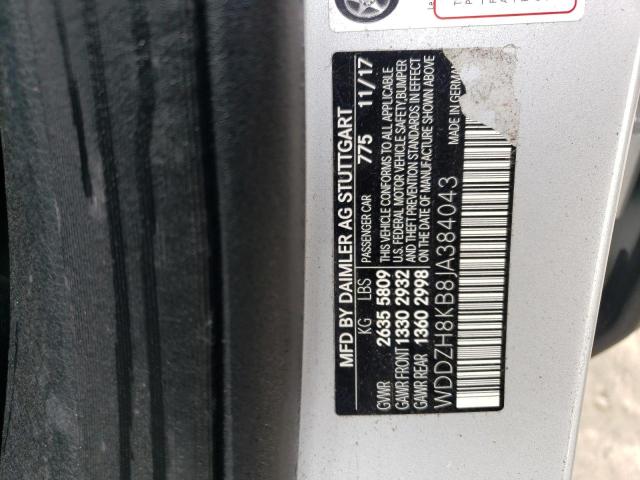 MFD BY DAIMLER AG STUTTGART
KG LBS PASSENGER CAR 775 11/17
GVWR 2635 5809 THIS VEHICLE CONFORMS TO ALL APPLICABLE
GAWR FRONT 1330 2932 U.S. FEDERAL MOTOR VEHICLE SAFETY,BUMPER
GAWR REAR 1360 2998 AND THEFT PREVENTION STANDARDS IN EFFECT
ON THE DATE OF MANUFACTURE SHOWN ABOVE
MADE IN GERMA
WDDZH8KB8JA384043